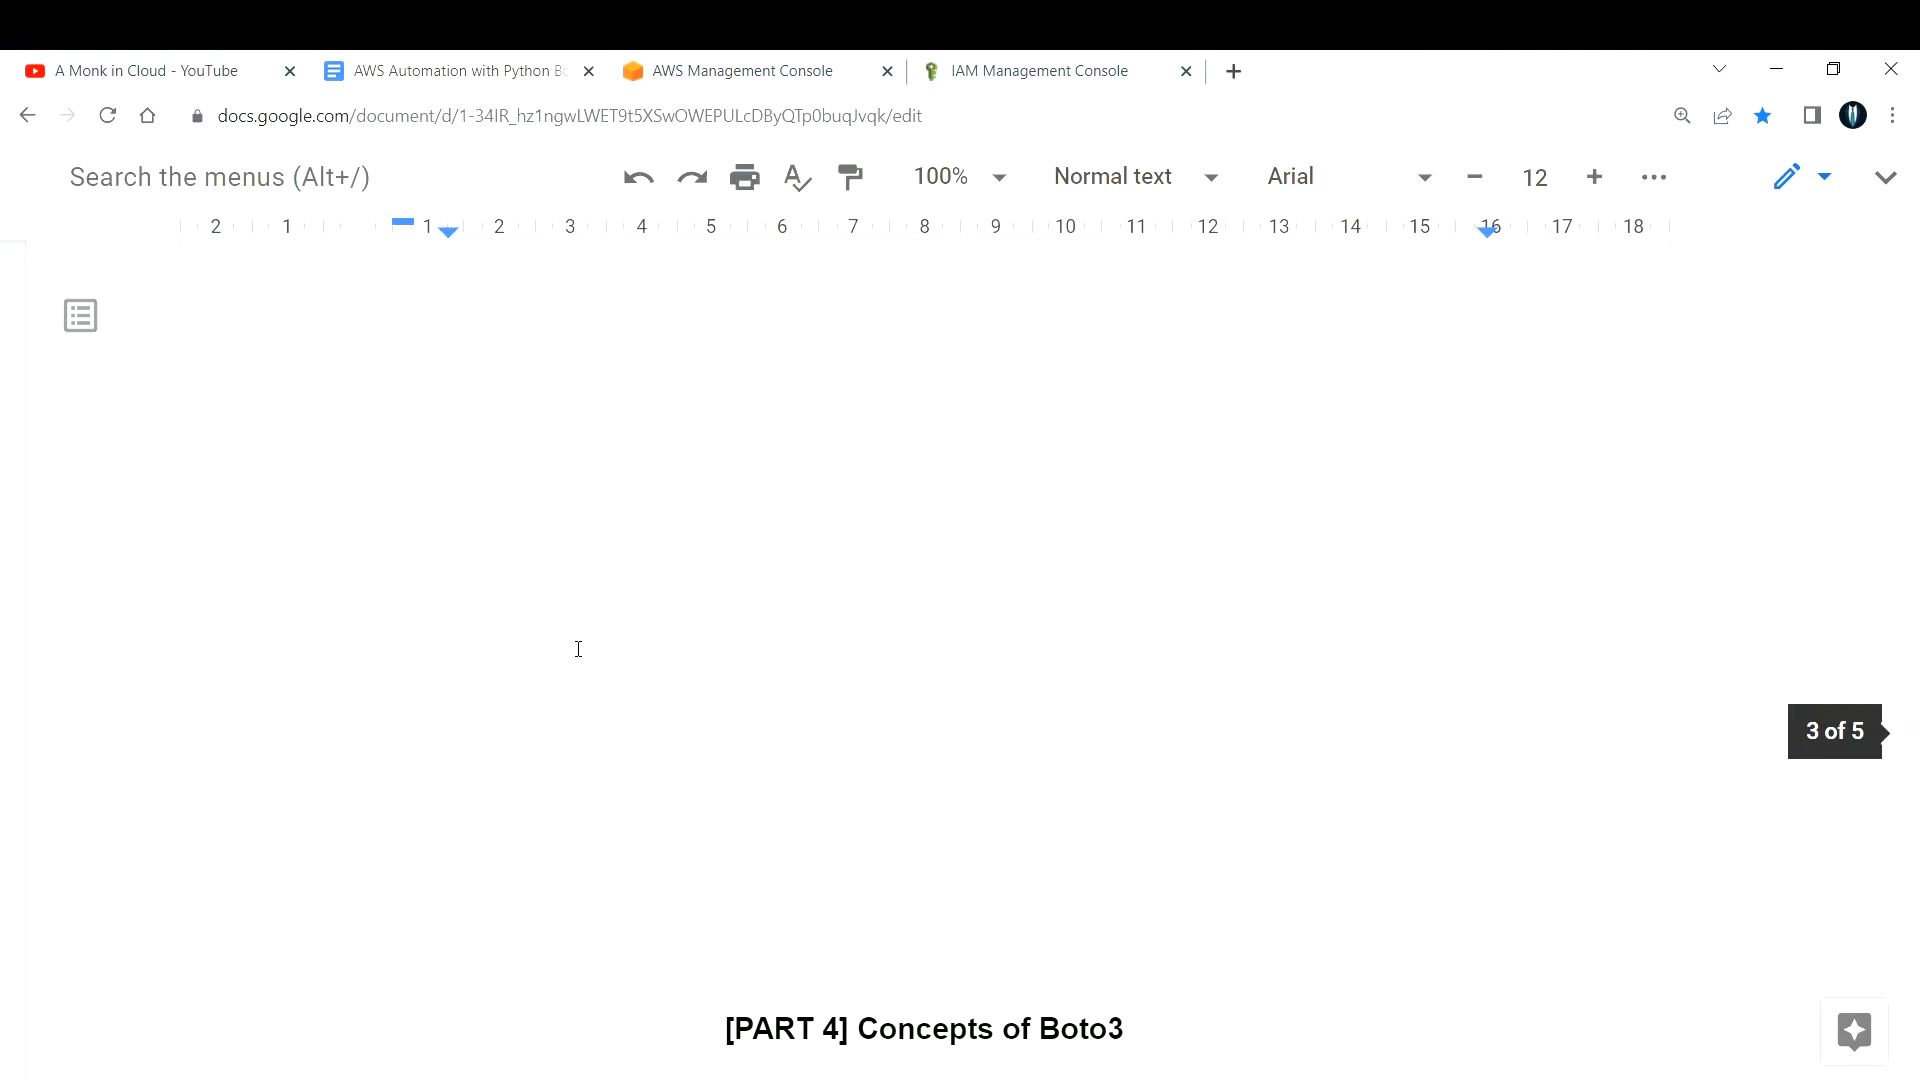 A Monk in Cloud - YouTube
AWS Automation with Python Bo
AWS Management Console
IAM Management Console
docs.google.com/document/d/1-34IR_hz1ngwLWET9t5XSwOWEPULcDByQTp0buqJvqk/edit
Search the menus (Alt+/)
100%
Normal text
Arial
12
2 1 1 2 3 4 5 6 7 8 9 10 11 12 13 14 15 16 17 18
3 of 5
[PART 4] Concepts of Boto3